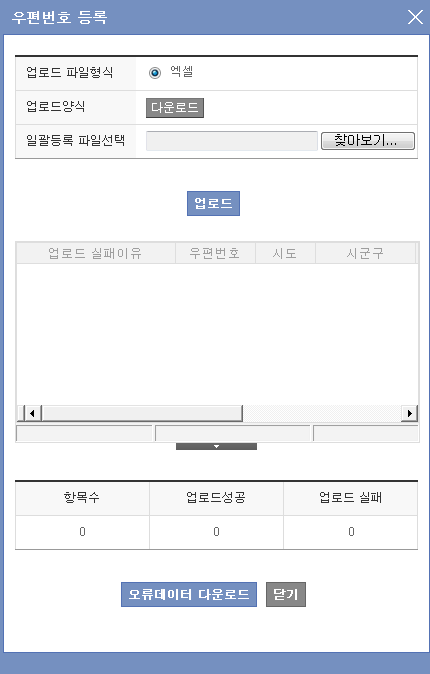 우편번호 등록
업로드 파일형식 엑셀
업로드양식 다운로드
일괄등록 파일선택 찾아보기...
업로드
업로드 실패이유 우편번호 시도 시군구
항목수 업로드성공 업로드 실패
0 0 0
오류데이터 다운로드 닫기